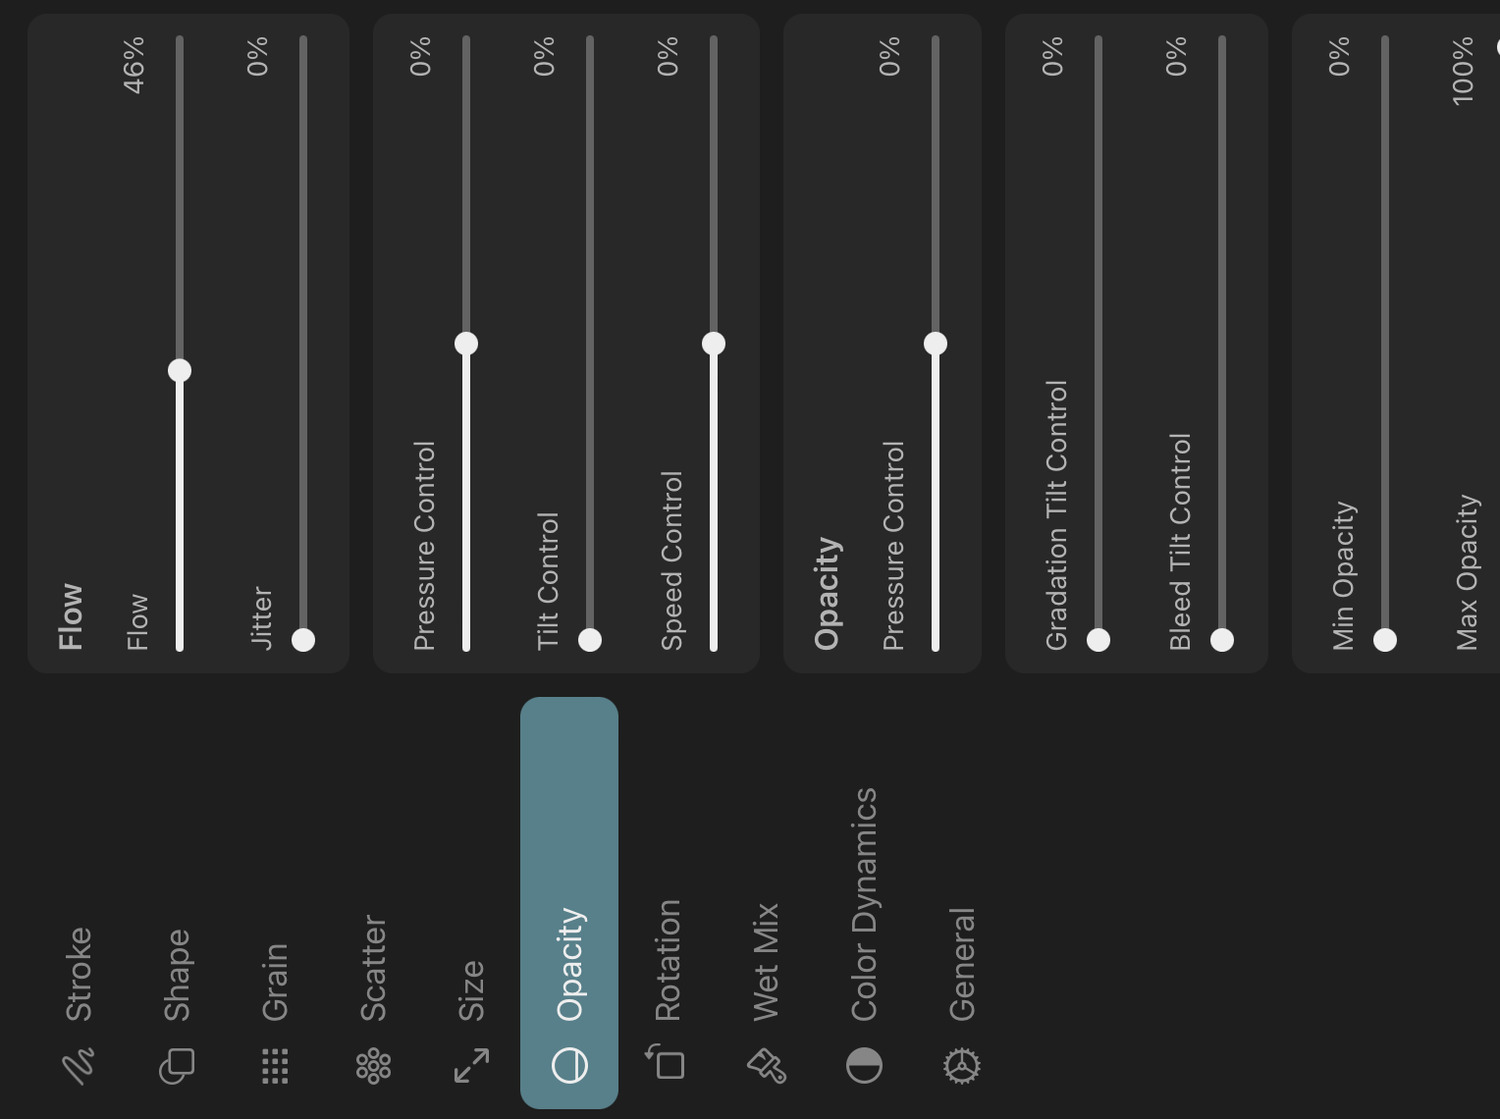 Stroke
Shape
Grain
Scatter
Size
Opacity
Rotation
Wet Mix
Color Dynamics
General
Flow
Flow 46%
Jitter 0%
Pressure Control 0%
Tilt Control 0%
Speed Control 0%
Opacity
Pressure Control 0%
Gradation Tilt Control 0%
Bleed Tilt Control 0%
Min Opacity 0%
Max Opacity 100%